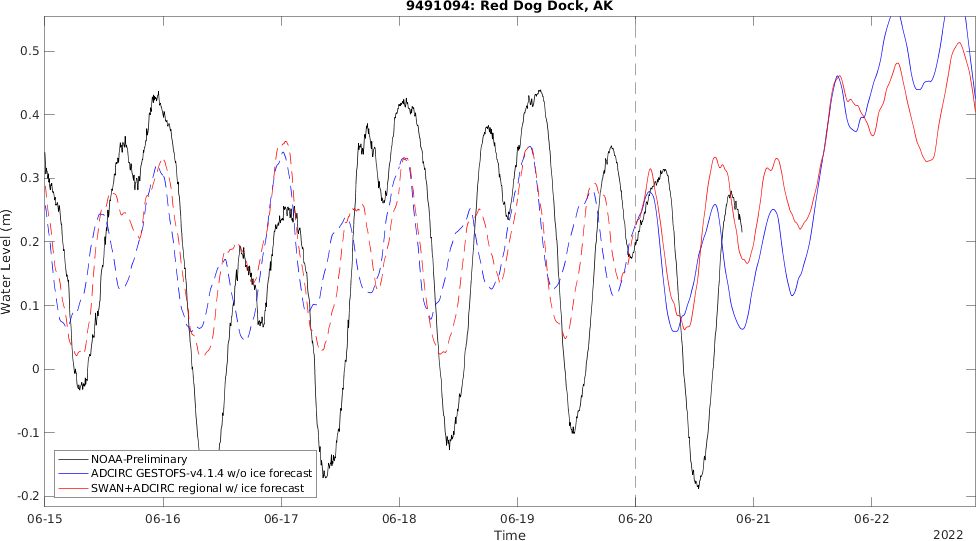 9491094: Red Dog Dock, AK
0.5
0.4
0.3
0.2
0.1
0
-0.1
-0.2
Water Level (m)
NOAA-Preliminary
ADCIRC GESTOFS-v4.1.4 w/o ice forecast
SWAN+ADCIRC regional w/ ice forecast
06-15 06-16 06-17 06-18 06-19 06-20 06-21 06-22
Time
2022